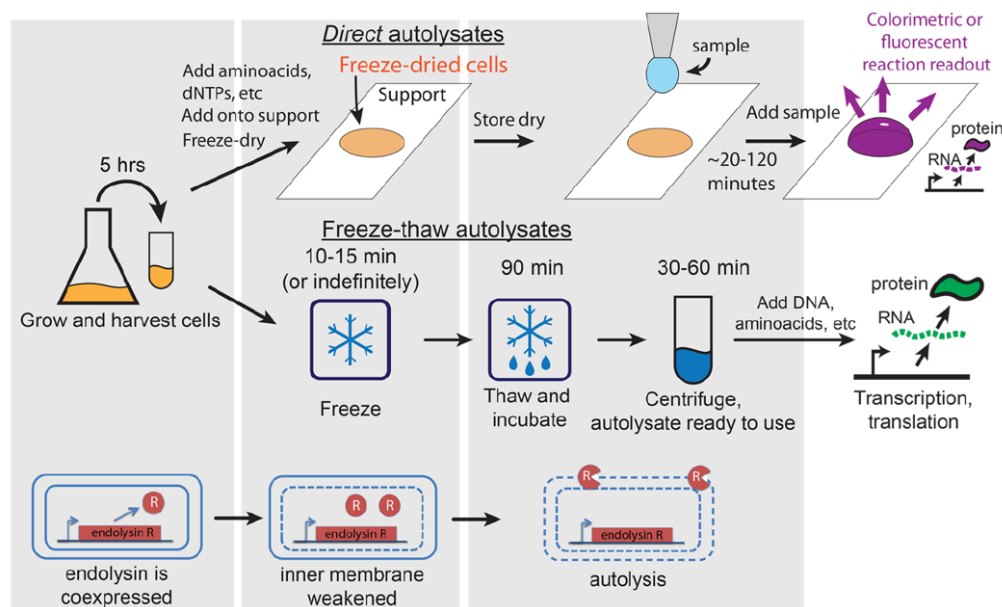 Direct autolysates
Add aminoacids,
dNTPs, etc
Add onto support
Freeze-dry
Freeze-dried cells
Support
Store dry
sample
Add sample
~20-120
minutes
Colorimetric or
fluorescent
reaction readout
protein
RNA
5 hrs
Grow and harvest cells
Freeze-thaw autolysates
10-15 min
(or indefinitely)
Freeze
90 min
Thaw and
incubate
30-60 min
Centrifuge,
autolysate ready to use
Add DNA,
aminoacids, etc
protein
RNA
Transcription,
translation
R
endolysin R
endolysin is
coexpressed
R R
endolysin R
inner membrane
weakened
R R
endolysin R
autolysis